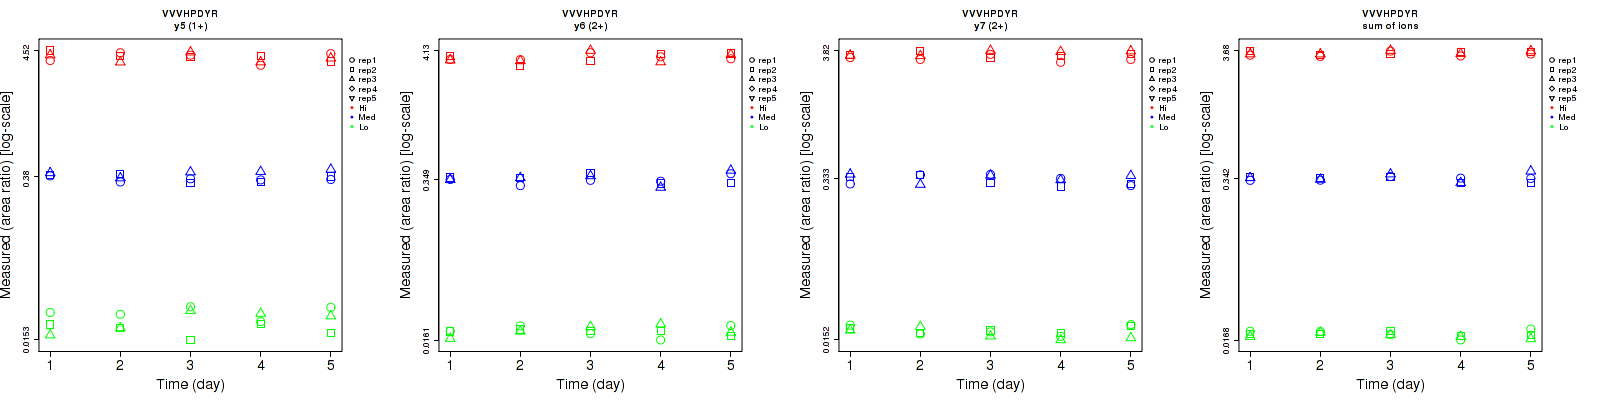 VVVHPDYR
y5 (1+)
Measured (area ratio) [log-scale]
4.52
0.38
0.0153
1 2 3 4 5
Time (day)
rep1
rep2
rep3
rep4
rep5
Hi
Med
Lo
VVVHPDYR
y6 (2+)
Measured (area ratio) [log-scale]
4.13
0.349
0.0161
1 2 3 4 5
Time (day)
rep1
rep2
rep3
rep4
rep5
Hi
Med
Lo
VVVHPDYR
y7 (2+)
Measured (area ratio) [log-scale]
3.82
0.333
0.0152
1 2 3 4 5
Time (day)
rep1
rep2
rep3
rep4
rep5
Hi
Med
Lo
VVVHPDYR
sum of ions
Measured (area ratio) [log-scale]
3.68
0.342
0.0168
1 2 3 4 5
Time (day)
rep1
rep2
rep3
rep4
rep5
Hi
Med
Lo